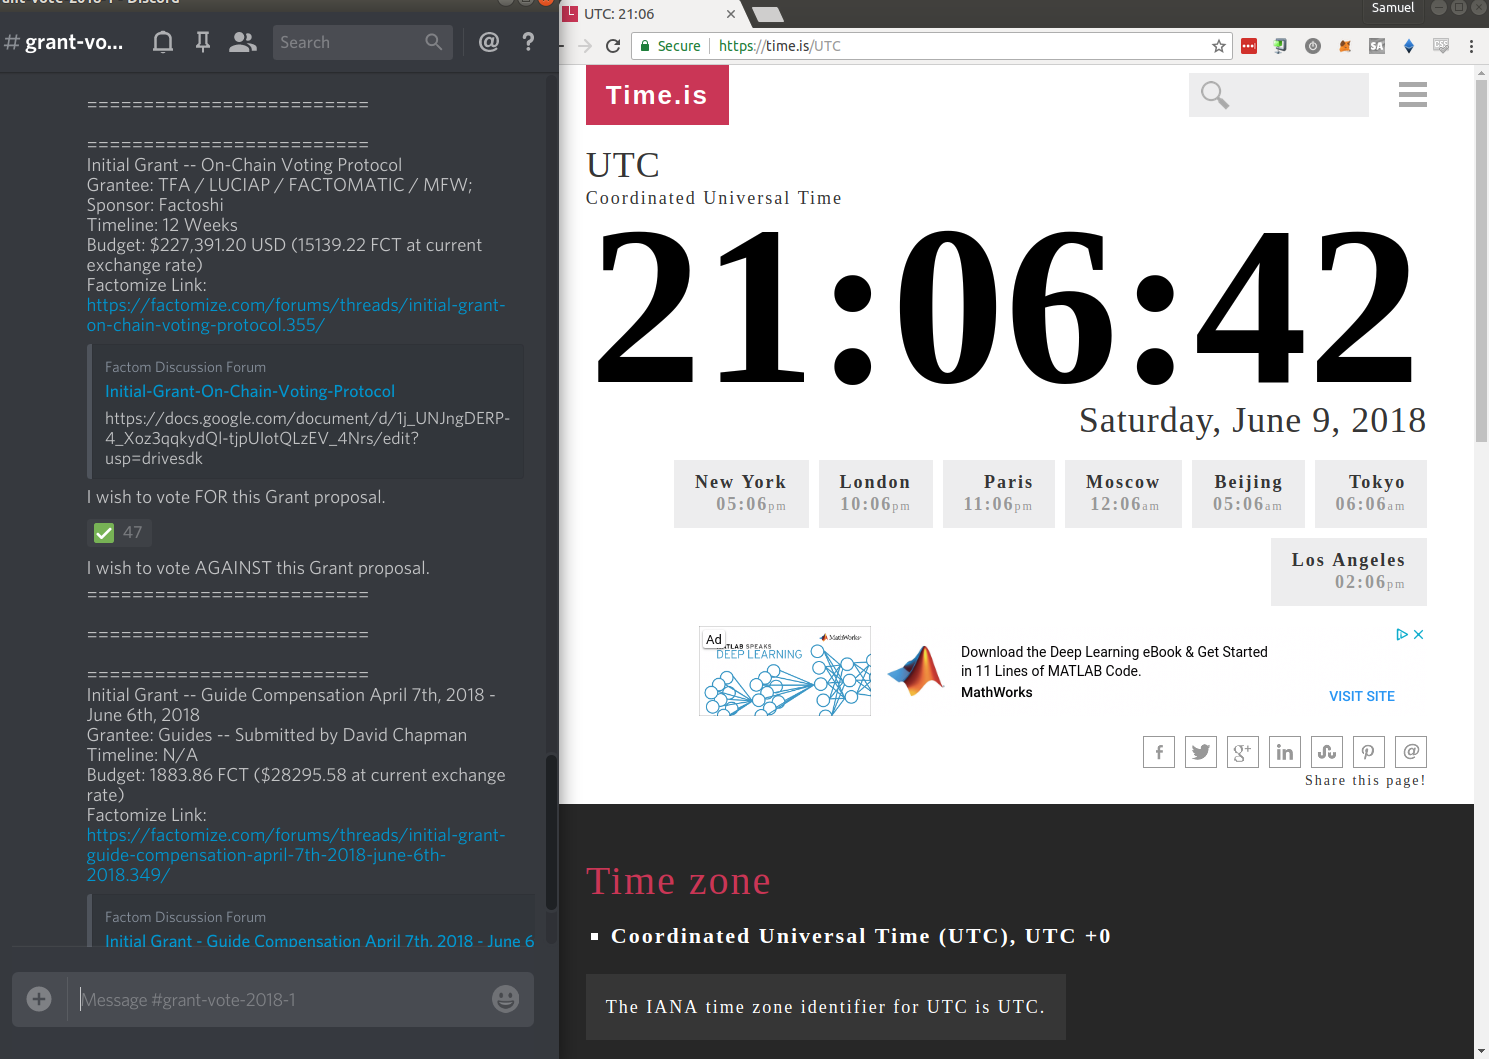 # grant-vo...
Search
==========================
==========================
Initial Grant -- On-Chain Voting Protocol
Grantee: TFA / LUCIAP / FACTOMATIC / MFW;
Sponsor: Factoshi
Timeline: 12 Weeks
Budget: $227,391.20 USD (15139.22 FCT at current
exchange rate)
Factomize Link:
https://factomize.com/forums/threads/initial-grant-
on-chain-voting-protocol.355/
Factom Discussion Forum
Initial-Grant-On-Chain-Voting-Protocol
https://docs.google.com/document/d/1j_UNJngDERP-
4_Xoz3qqkydQI-tjpUIotQLzEV_4Nrs/edit?
usp=drivesdk
I wish to vote FOR this Grant proposal.
47
I wish to vote AGAINST this Grant proposal.
==========================
==========================
==========================
Initial Grant -- Guide Compensation April 7th, 2018 -
June 6th, 2018
Grantee: Guides -- Submitted by David Chapman
Timeline: N/A
Budget: 1883.86 FCT ($28295.58 at current exchange
rate)
Factomize Link:
https://factomize.com/forums/threads/initial-grant-
guide-compensation-april-7th-2018-june-6th-
2018.349/
Factom Discussion Forum
Initial Grant - Guide Compensation April 7th, 2018 - June 6
Message #grant-vote-2018-1
UTC: 21:06
Samuel
Secure
https://time.is/UTC
Time.is
UTC
Coordinated Universal Time
21:06:42
Saturday, June 9, 2018
New York
05:06pm
London
10:06pm
Paris
11:06pm
Moscow
12:06am
Beijing
05:06am
Tokyo
06:06am
Los Angeles
02:06pm
Ad
MATLAB SPEAKS
DEEP LEARNING
MathWorks
Download the Deep Learning eBook & Get Started
in 11 Lines of MATLAB Code.
MathWorks
VISIT SITE
Share this page!
Time zone
Coordinated Universal Time (UTC), UTC +0
The IANA time zone identifier for UTC is UTC.